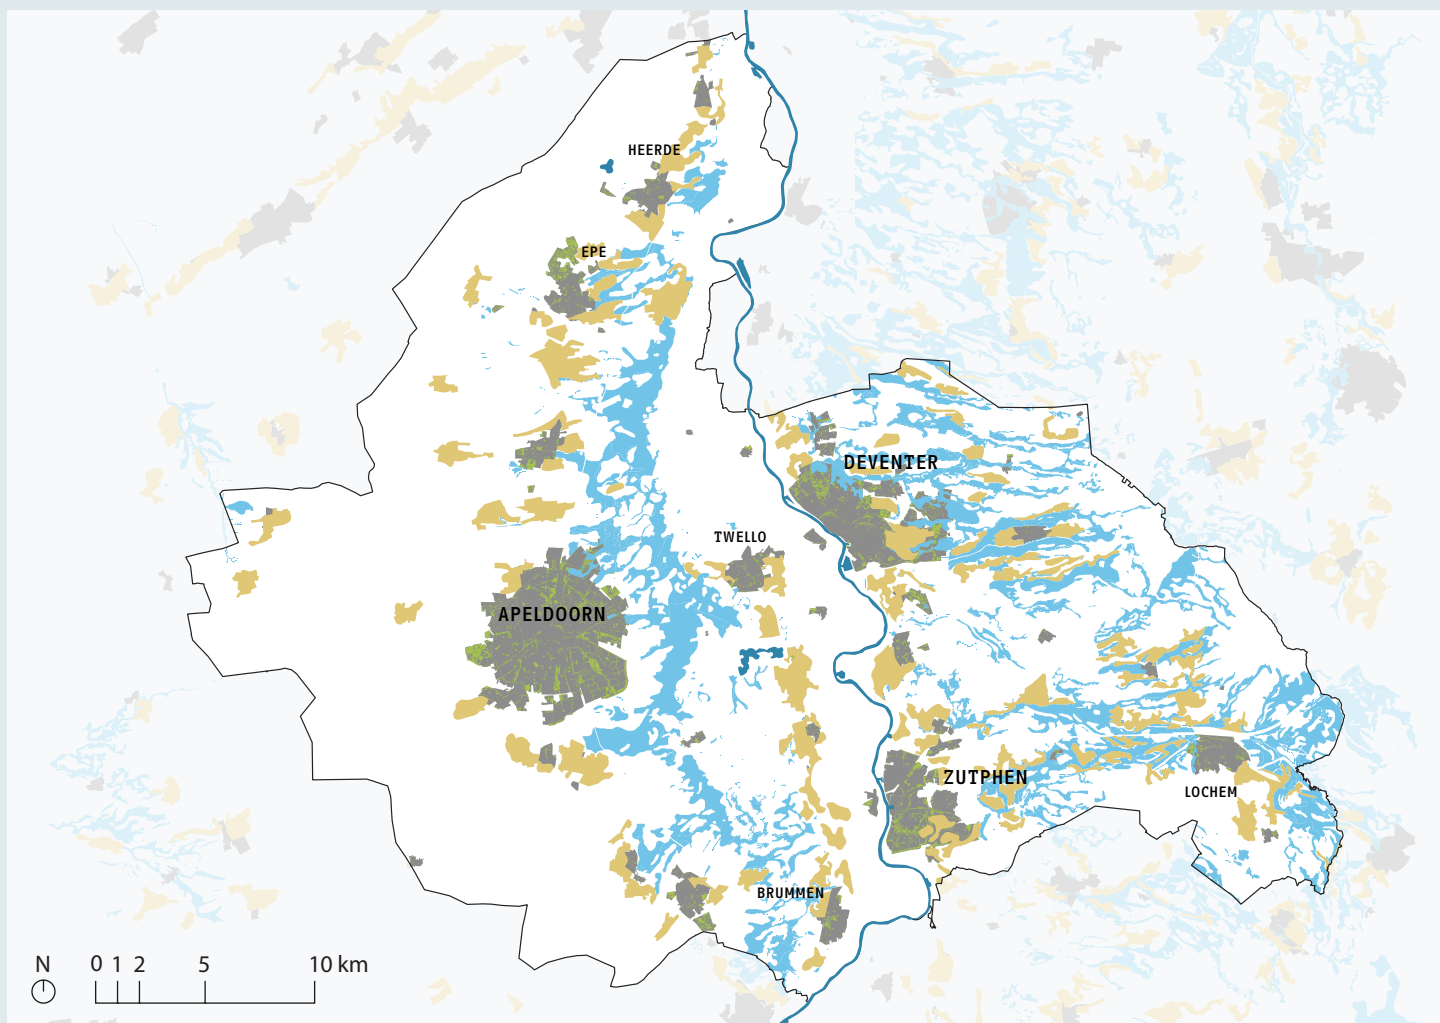 HEERDE
EPE
DEVENTER
TWELLO
APELDOORN
ZUTPHEN
LOCHEM
BRUMMEN
N
0 1 2 5 10 km